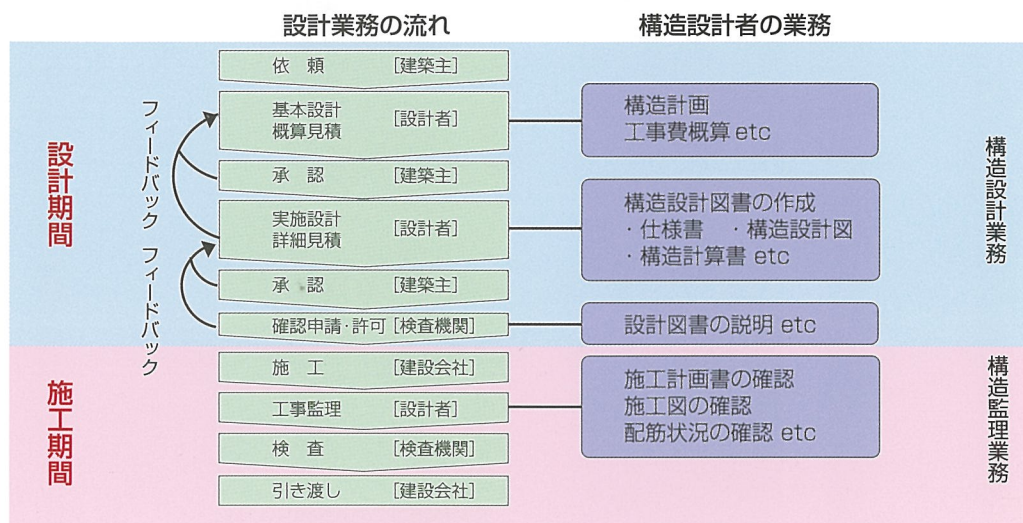 設計業務の流れ
構造設計者の業務
設計期間
フィードバック
フィードバック
依　頼　[建築主]
基本設計
概算見積　[設計者]
承　認　[建築主]
実施設計
詳細見積　[設計者]
承　認　[建築主]
確認申請・許可 [検査機関]
構造計画
工事費概算 etc
構造設計図書の作成
・仕様書　・構造設計図
・構造計算書 etc
設計図書の説明 etc
構造設計業務
施工期間
施　工　[建設会社]
工事監理　[設計者]
検　査　[検査機関]
引き渡し　[建設会社]
施工計画書の確認
施工図の確認
配筋状況の確認 etc
構造監理業務